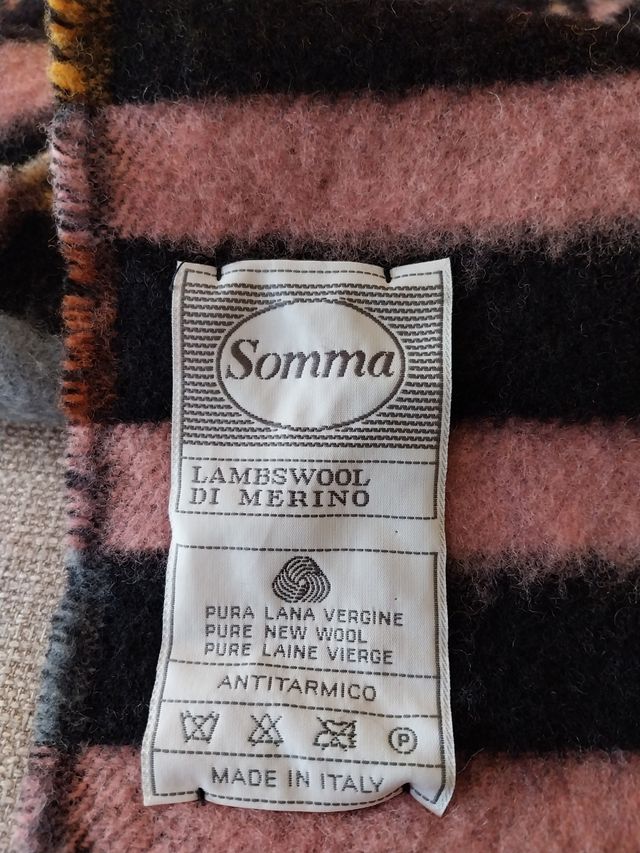 Somma
LAMBSWOOL
DI MERINO
PURA LANA VERGINE
PURE NEW WOOL
PURE LAINE VIERGE
ANTITARMICO
P
MADE IN ITALY